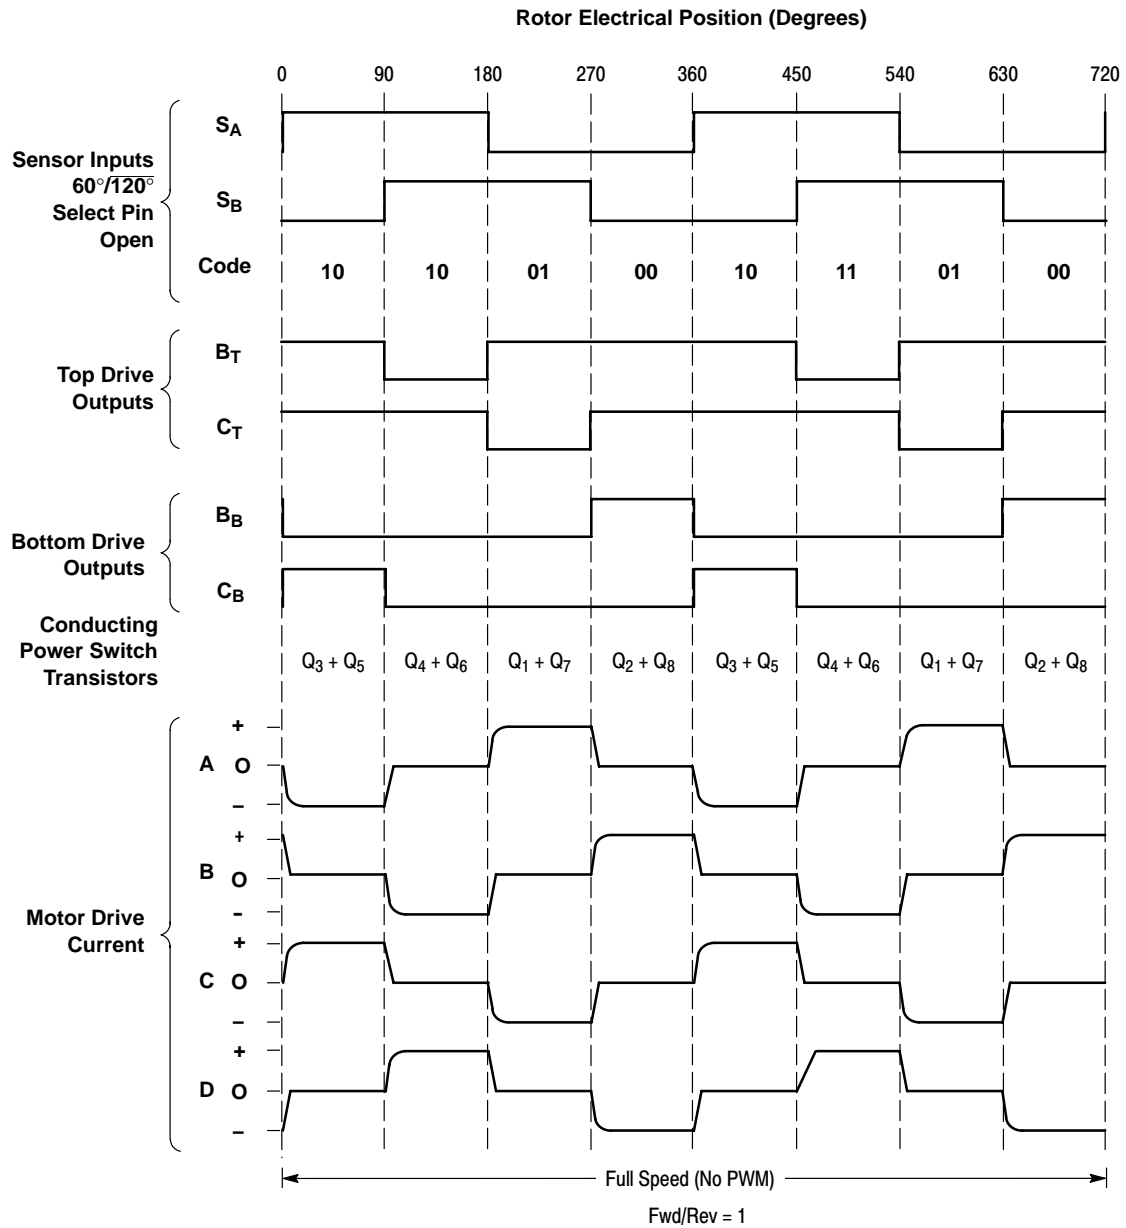 Rotor Electrical Position (Degrees)
0 90 180 270 360 450 540 630 720
Sensor Inputs
60°/120°
Select Pin
Open
SA
SB
Code 10 10 01 00 10 11 01 00
Top Drive
Outputs
BT
CT
Bottom Drive
Outputs
BB
CB
Conducting
Power Switch
Transistors
Q3 + Q5 Q4 + Q6 Q1 + Q7 Q2 + Q8 Q3 + Q5 Q4 + Q6 Q1 + Q7 Q2 + Q8
Motor Drive
Current
+
A O
−
+
B O
−
+
C O
−
+
D O
−
Full Speed (No PWM)
Fwd/Rev = 1